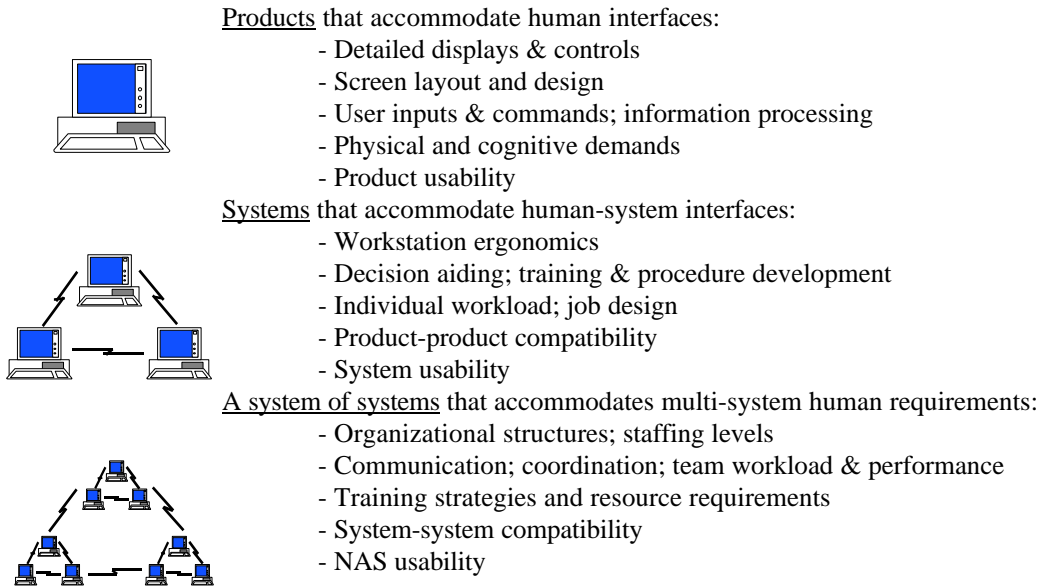 Products that accommodate human interfaces:
- Detailed displays & controls
- Screen layout and design
- User inputs & commands; information processing
- Physical and cognitive demands
- Product usability
Systems that accommodate human-system interfaces:
- Workstation ergonomics
- Decision aiding; training & procedure development
- Individual workload; job design
- Product-product compatibility
- System usability
A system of systems that accommodates multi-system human requirements:
- Organizational structures; staffing levels
- Communication; coordination; team workload & performance
- Training strategies and resource requirements
- System-system compatibility
- NAS usability